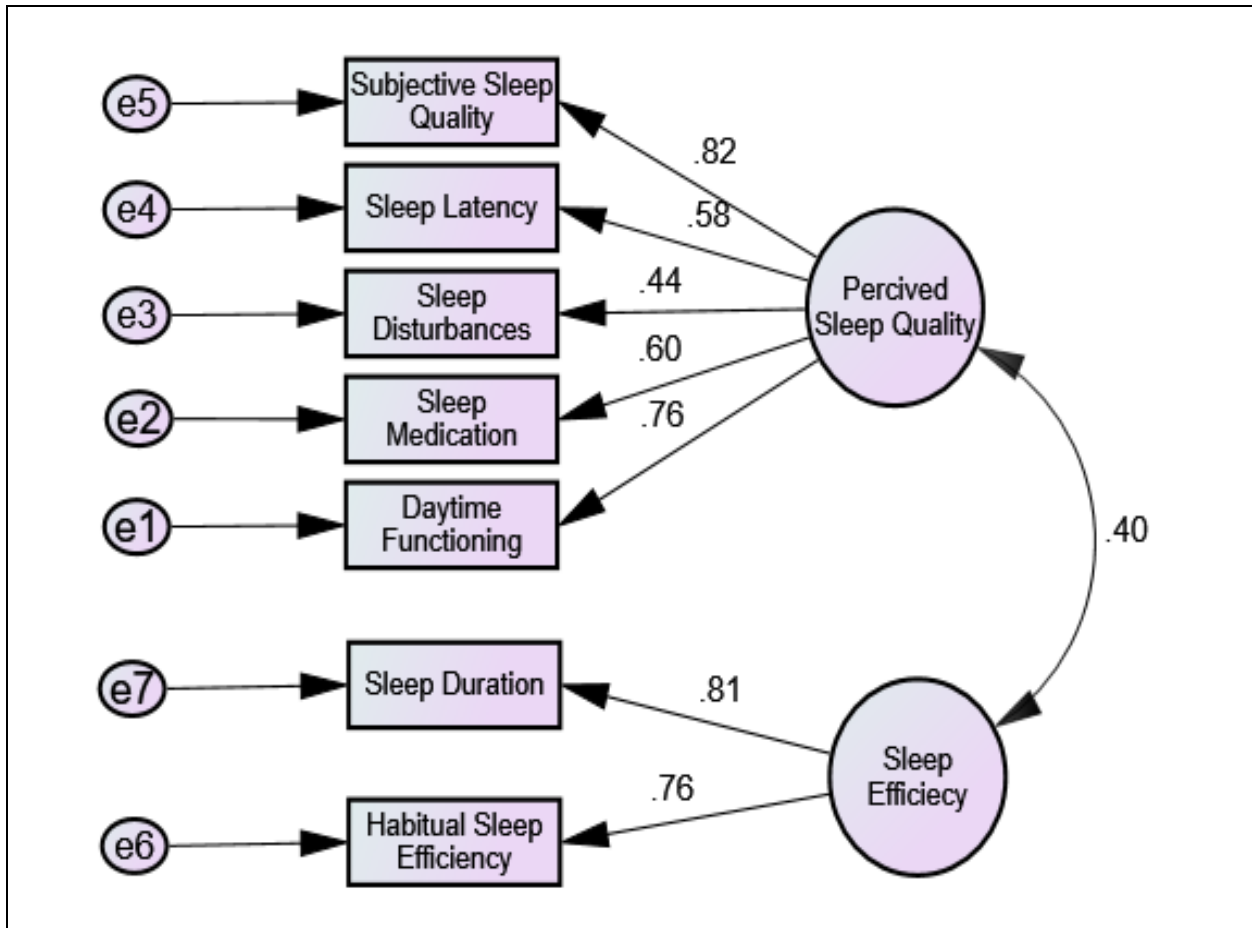 e5
Subjective Sleep
Quality
.82
e4
Sleep Latency
.58
e3
Sleep
Disturbances
.44
Percived
Sleep Quality
e2
Sleep
Medication
.60
e1
Daytime
Functioning
.76
.40
e7
Sleep Duration
.81
Sleep
Efficiecy
e6
Habitual Sleep
Efficiency
.76